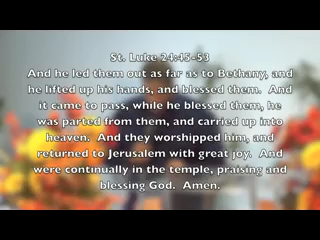 St. Luke 24:45-53
And he led them out as far as to Bethany, and
he lifted up his hands, and blessed them.  And
it came to pass, while he blessed them, he
was parted from them, and carried up into
heaven.  And they worshipped him, and
returned to Jerusalem with great joy.  And
were continually in the temple, praising and
blessing God.  Amen.